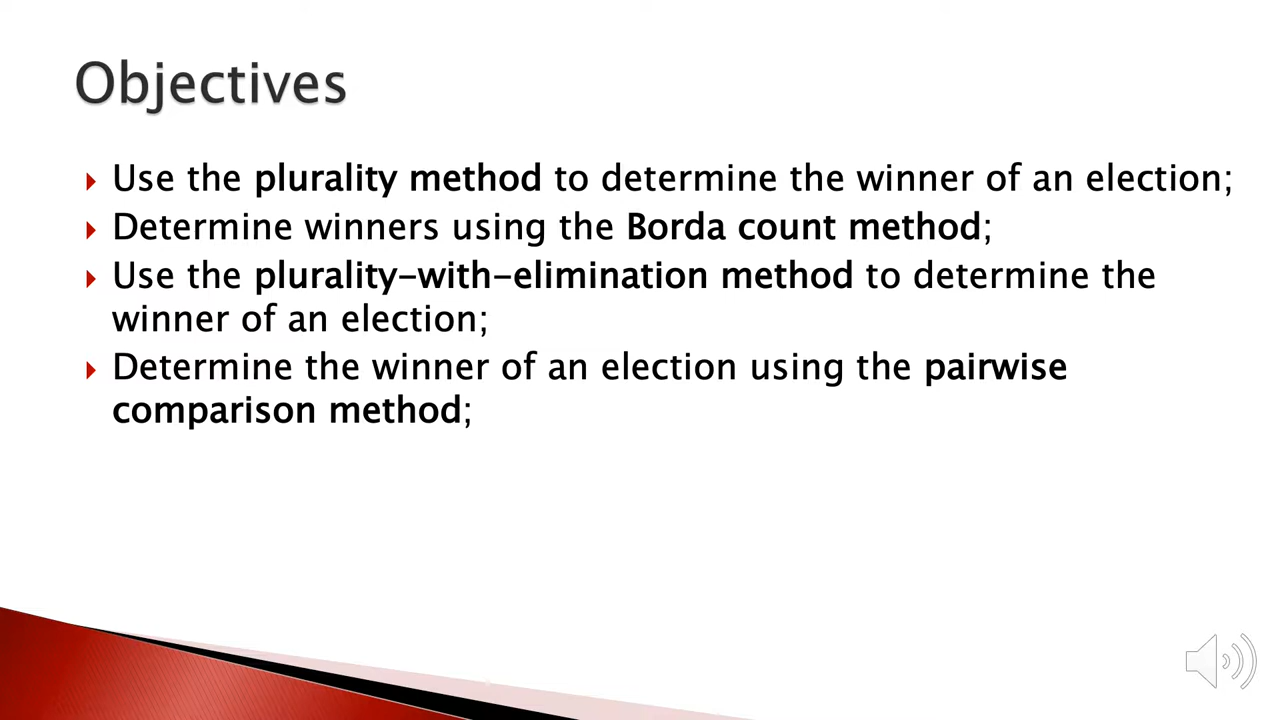 Objectives
Use the plurality method to determine the winner of an election;
Determine winners using the Borda count method;
Use the plurality-with-elimination method to determine the
winner of an election;
Determine the winner of an election using the pairwise
comparison method;